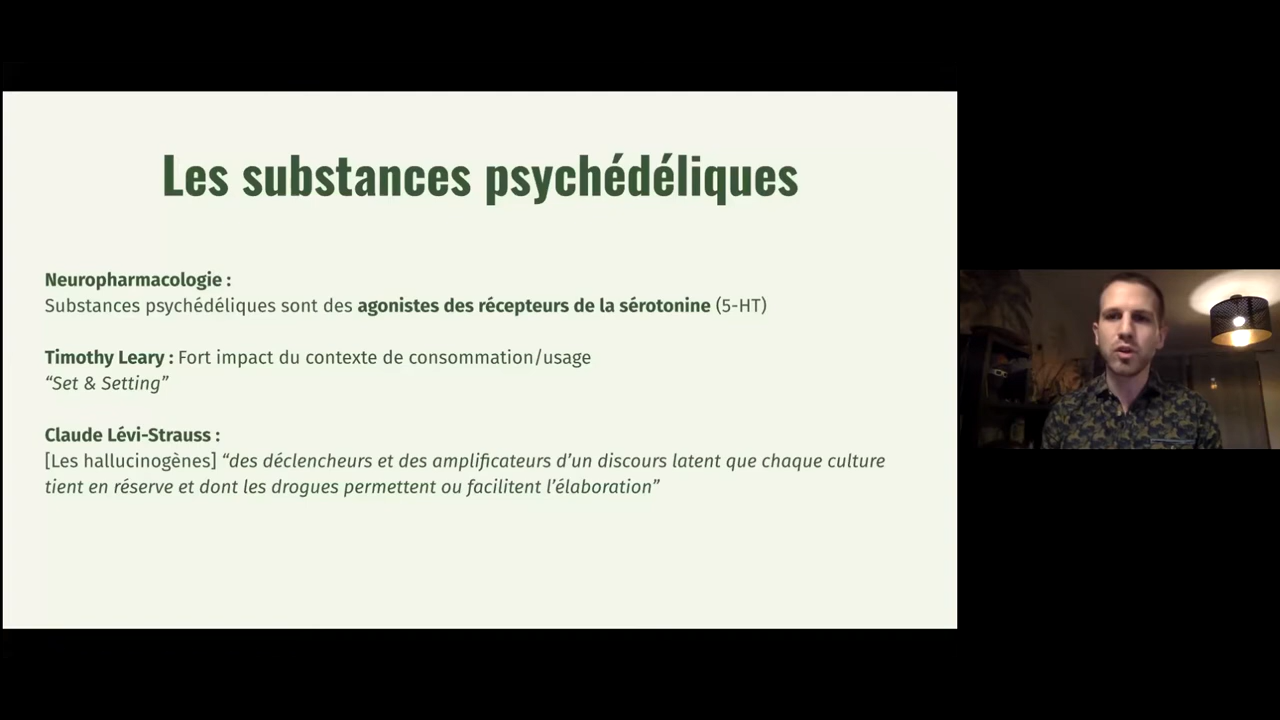 Les substances psychédéliques
Neuropharmacologie :
Substances psychédéliques sont des agonistes des récepteurs de la sérotonine (5-HT)
Timothy Leary : Fort impact du contexte de consommation/usage
“Set & Setting”
Claude Lévi-Strauss :
[Les hallucinogènes] “des déclencheurs et des amplificateurs d’un discours latent que chaque culture
tient en réserve et dont les drogues permettent ou facilitent l’élaboration”